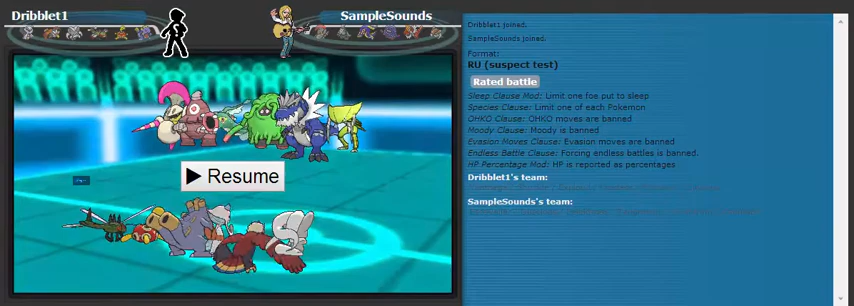 Dribblet1
SampleSounds
Resume
Dribblet1 joined.
SampleSounds joined.
Format:
RU (suspect test)
Rated battle
Sleep Clause Mod: Limit one foe put to sleep
Species Clause: Limit one of each Pokemon
OHKO Clause: OHKO moves are banned
Moody Clause: Moody is banned
Evasion Moves Clause: Evasion moves are banned
Endless Battle Clause: Forcing endless battles is banned.
HP Percentage Mod: HP is reported as percentages
Dribblet1's team:
SampleSounds's team: